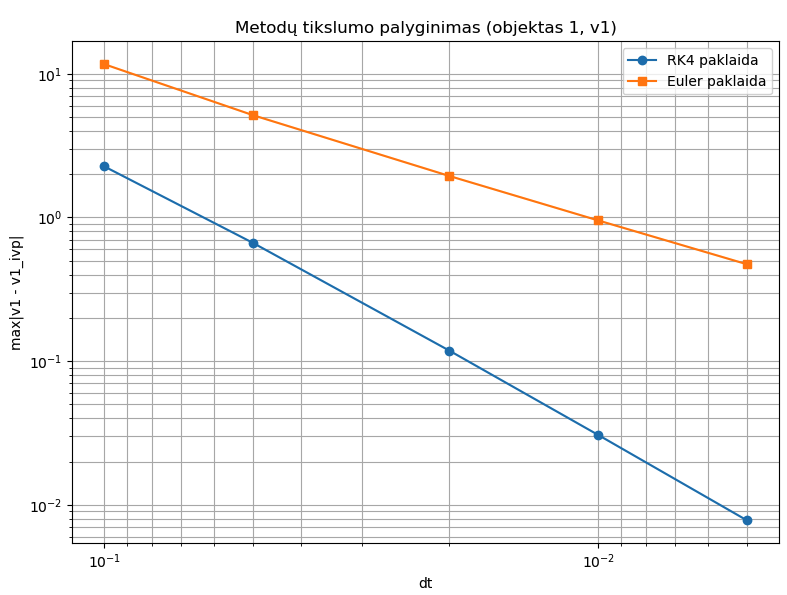 Metodų tikslumo palyginimas (objektas 1, v1)
RK4 paklaida
Euler paklaida
max|v1 - v1_ivp|
10¹
10⁰
10⁻¹
10⁻²
10⁻¹
10⁻²
dt